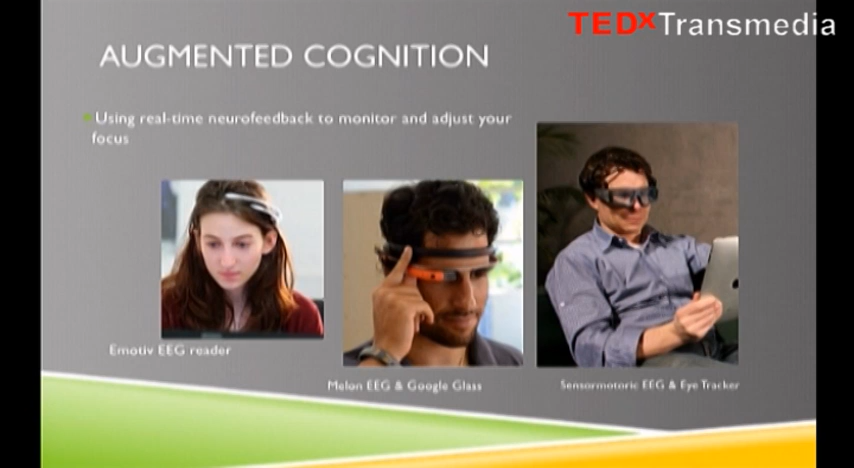 TEDxTransmedia
AUGMENTED COGNITION
Using real-time neurofeedback to monitor and adjust your
focus
Emotiv EEG reader
Melon EEG & Google Glass
Sensormotoric EEG & Eye Tracker